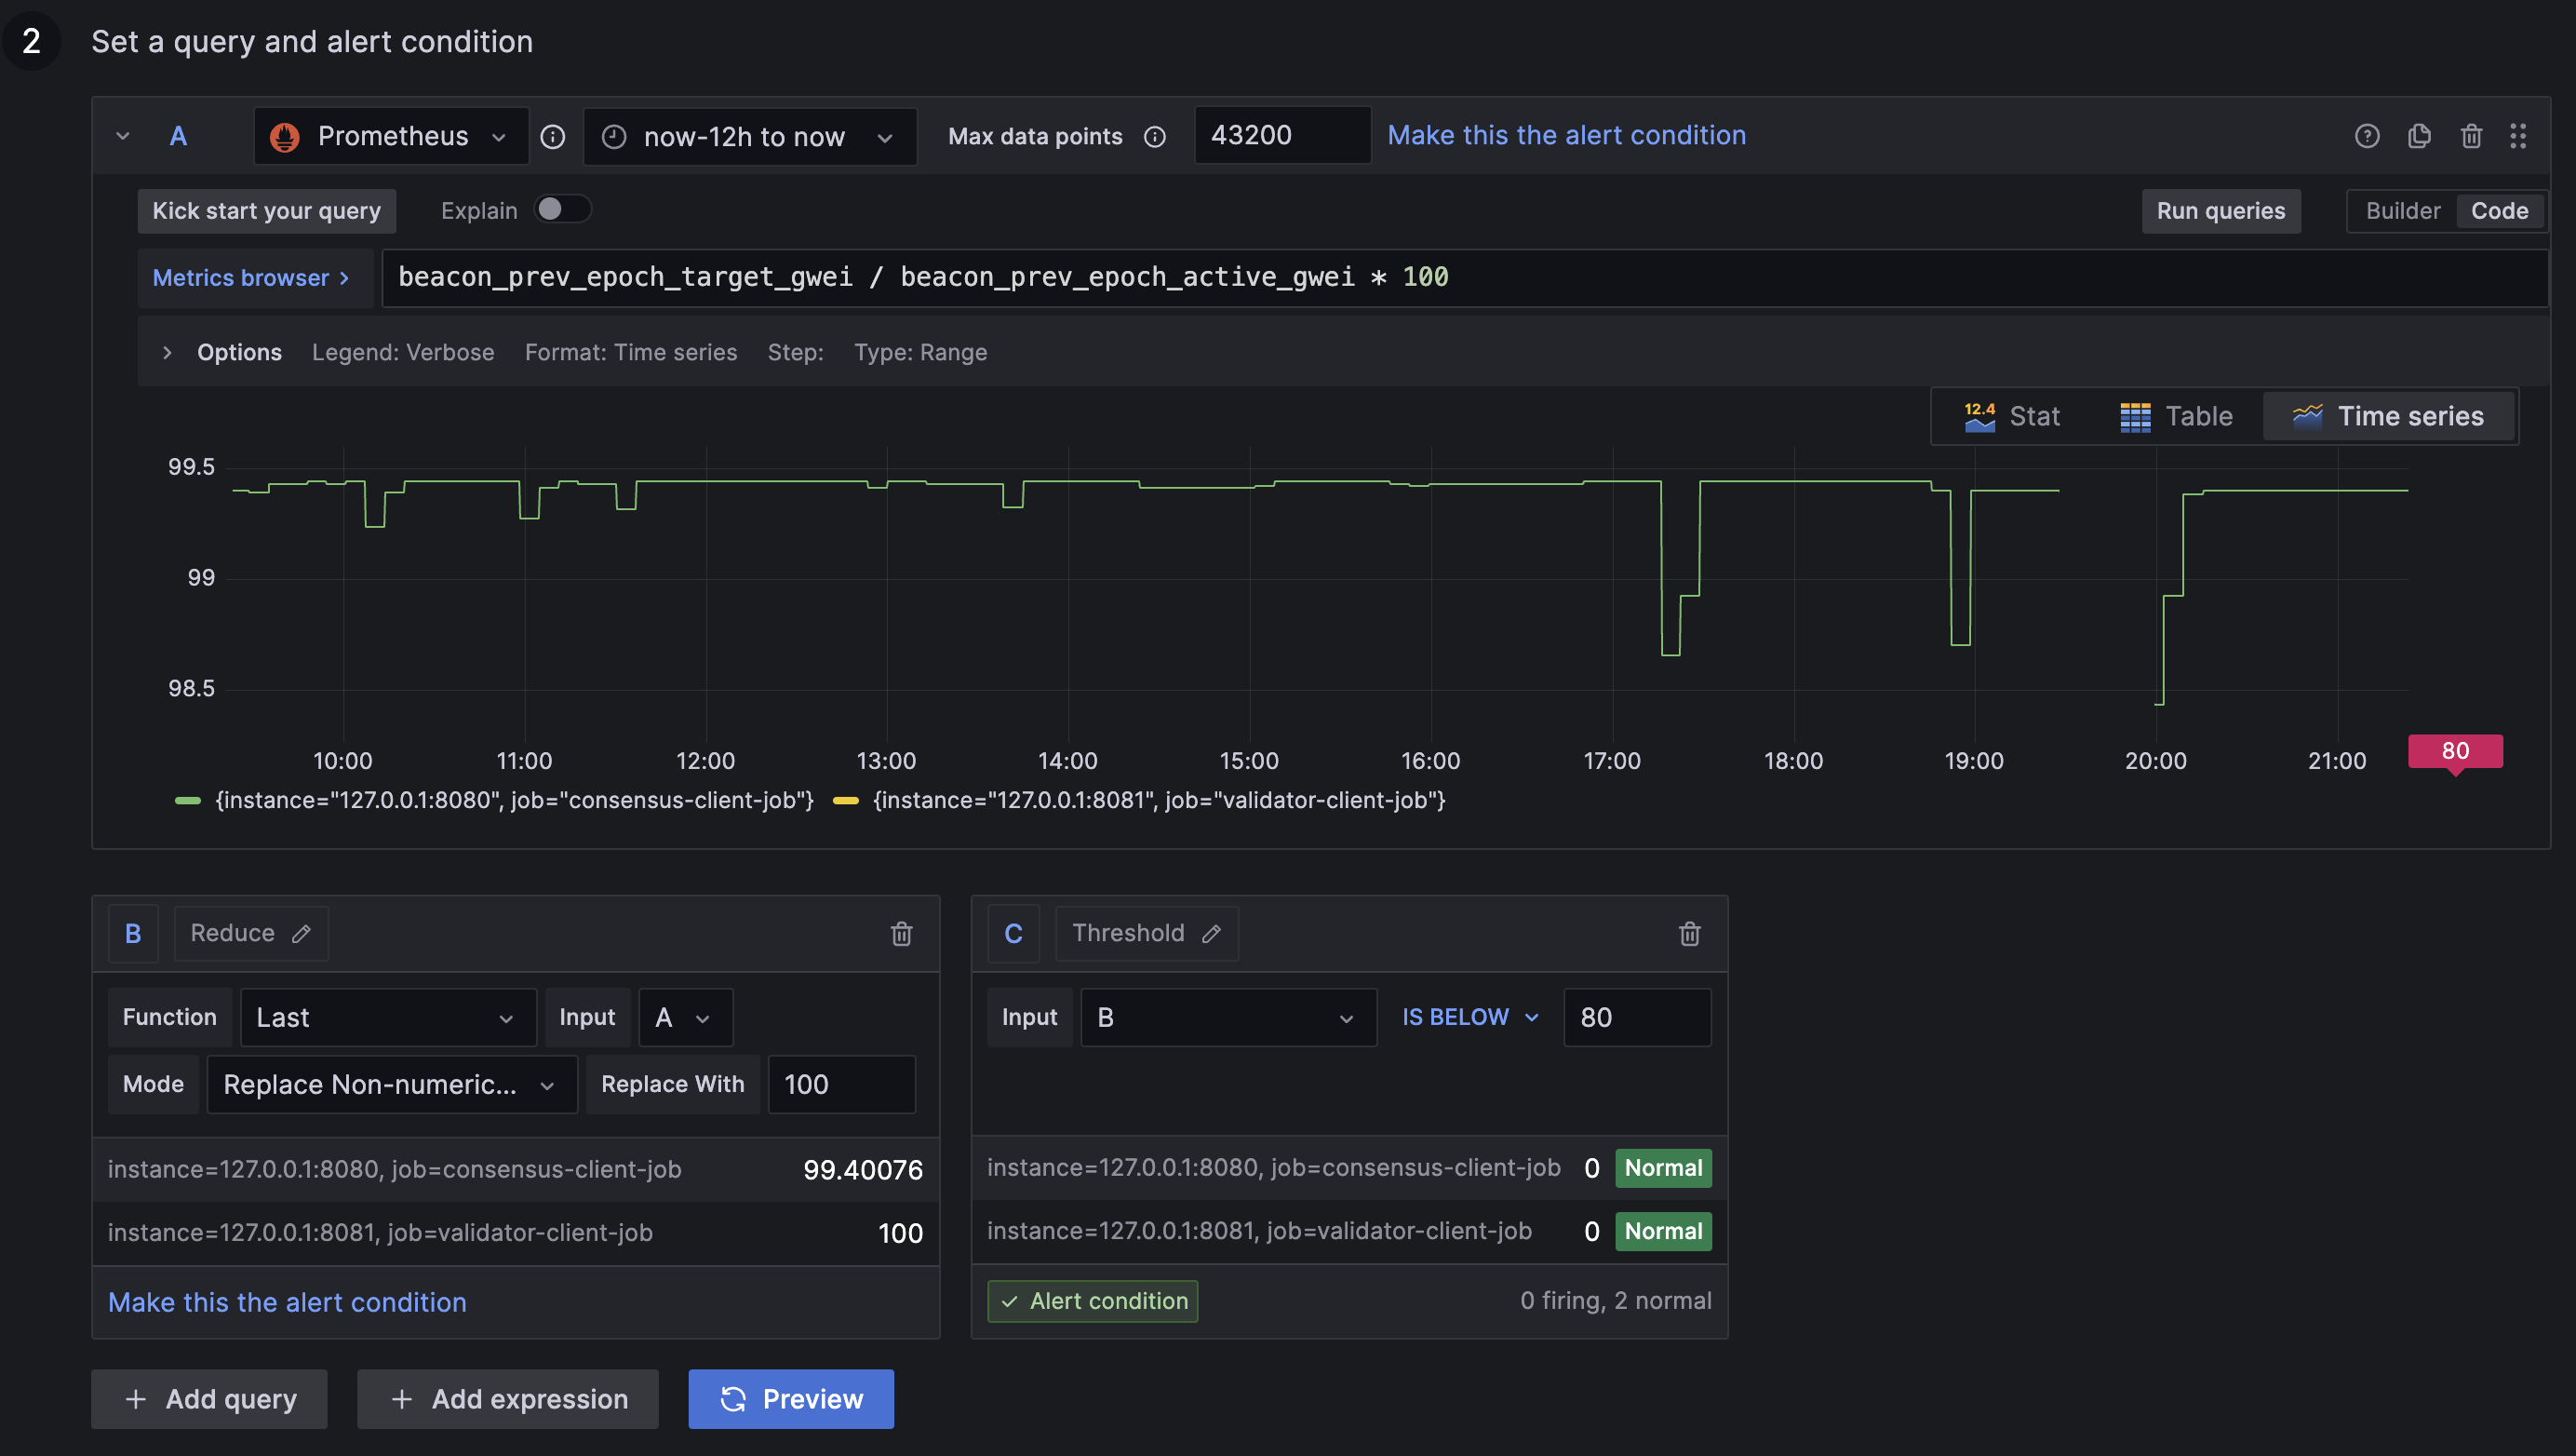 2 Set a query and alert condition
A Prometheus now-12h to now Max data points 43200 Make this the alert condition
Kick start your query Explain Run queries Builder Code
Metrics browser > beacon_prev_epoch_target_gwei / beacon_prev_epoch_active_gwei * 100
> Options Legend: Verbose Format: Time series Step: Type: Range
12.4 Stat Table Time series
99.5
99
98.5
10:00 11:00 12:00 13:00 14:00 15:00 16:00 17:00 18:00 19:00 20:00 21:00 80
{instance="127.0.0.1:8080", job="consensus-client-job"} {instance="127.0.0.1:8081", job="validator-client-job"}
B Reduce
Function Last Input A
Mode Replace Non-numeric... Replace With 100
instance=127.0.0.1:8080, job=consensus-client-job 99.40076
instance=127.0.0.1:8081, job=validator-client-job 100
Make this the alert condition
C Threshold
Input B IS BELOW 80
instance=127.0.0.1:8080, job=consensus-client-job 0 Normal
instance=127.0.0.1:8081, job=validator-client-job 0 Normal
Alert condition 0 firing, 2 normal
+ Add query + Add expression Preview